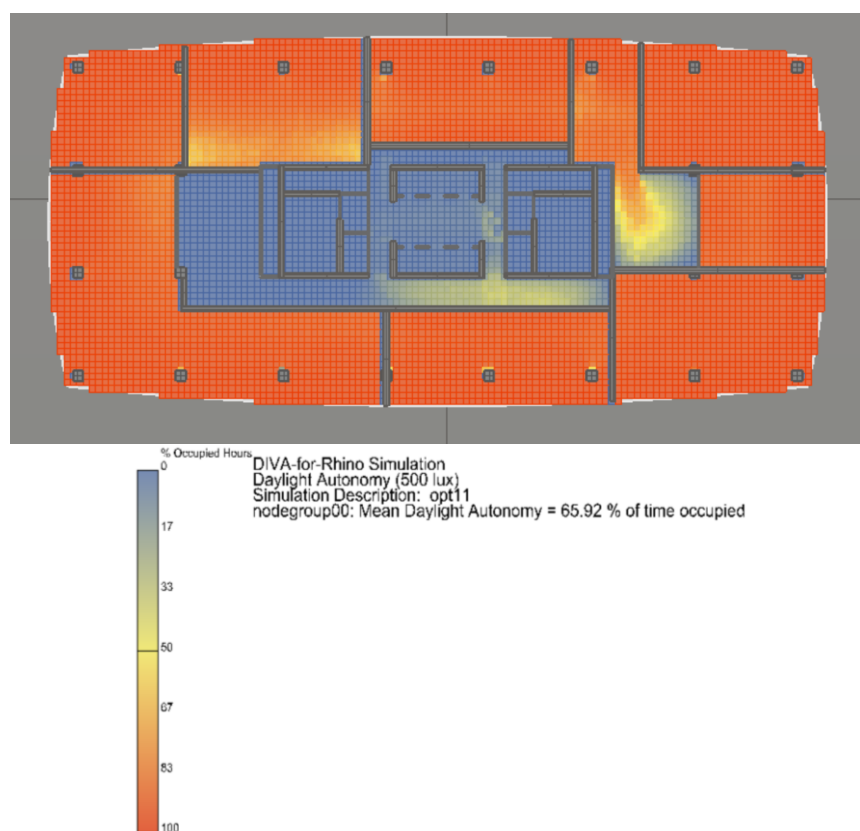 % Occupied Hours
0
17
33
50
67
83
100
DIVA-for-Rhino Simulation
Daylight Autonomy (500 lux)
Simulation Description: opt11
nodegroup00: Mean Daylight Autonomy = 65.92 % of time occupied